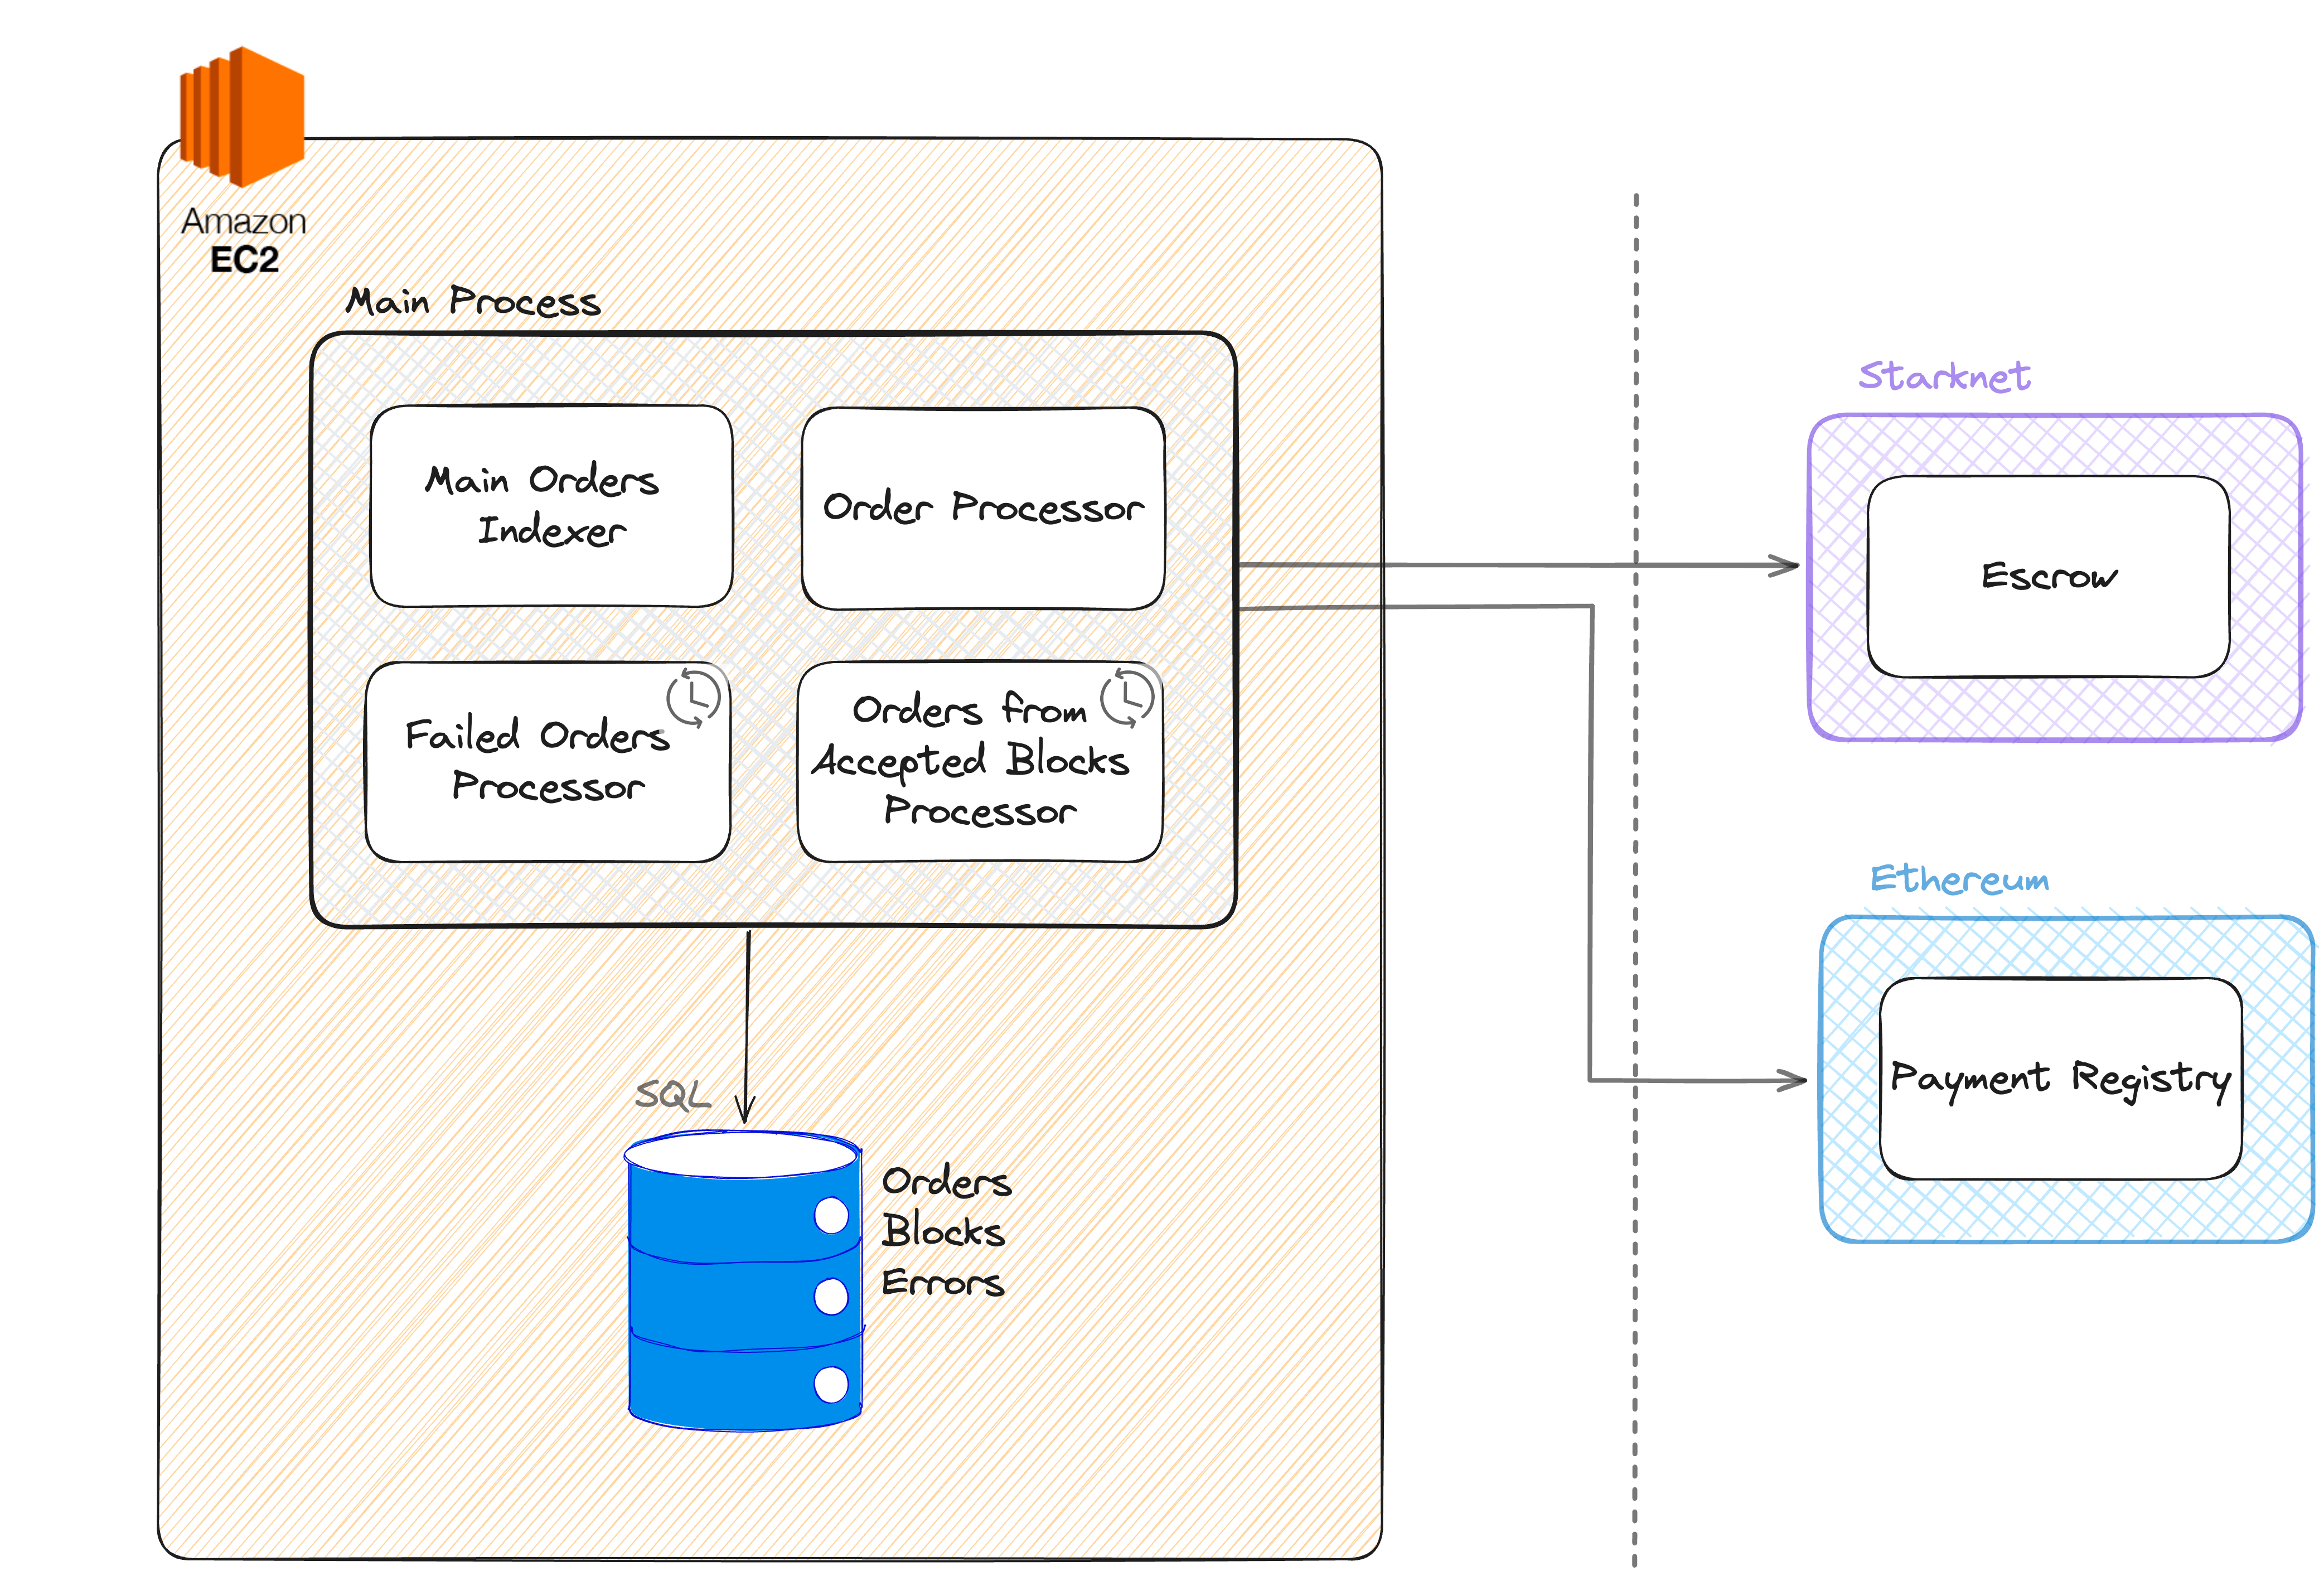 Amazon
EC2
Main Process
Main Orders
Indexer
Order Processor
Failed Orders
Processor
Orders from
Accepted Blocks
Processor
SQL
Orders
Blocks
Errors
Starknet
Escrow
Ethereum
Payment Registry